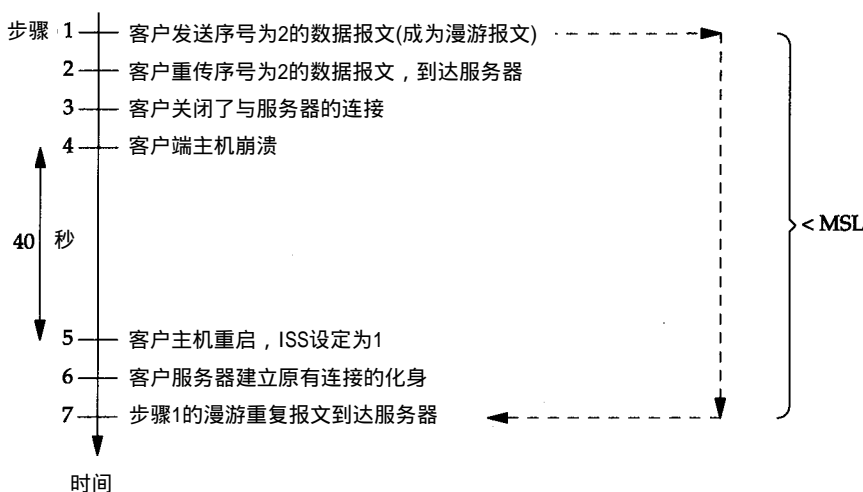 步骤 1 客户发送序号为2的数据报文(成为漫游报文)
2 客户重传序号为2的数据报文，到达服务器
3 客户关闭了与服务器的连接
4 客户端主机崩溃
40 秒
< MSL
5 客户主机重启，ISS设定为1
6 客户服务器建立原有连接的化身
7 步骤1的漫游重复报文到达服务器
时间